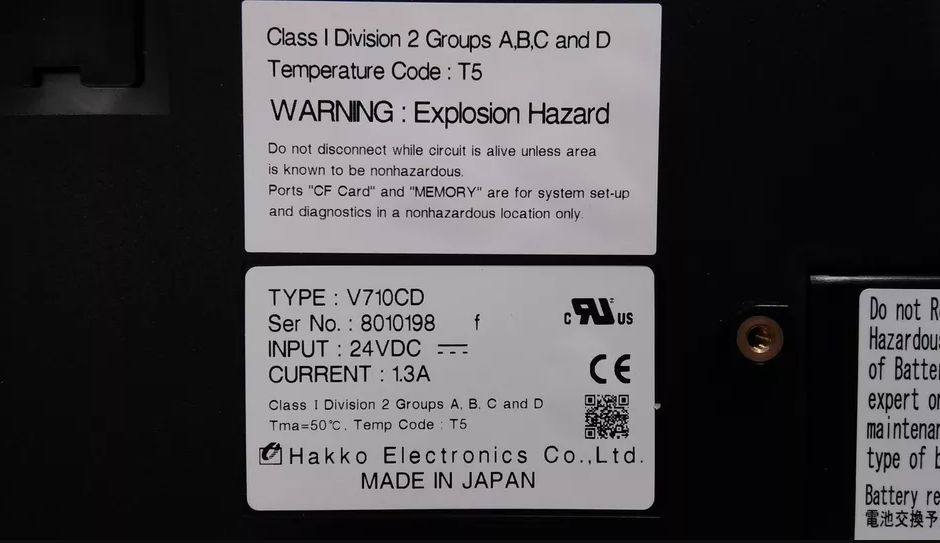 Class I Division 2 Groups A,B,C and D
Temperature Code : T5
WARNING : Explosion Hazard
Do not disconnect while circuit is alive unless area
is known to be nonhazardous.
Ports "CF Card" and "MEMORY" are for system set-up
and diagnostics in a nonhazardous location only.
TYPE : V710CD
Ser No. : 8010198 f
INPUT : 24VDC
CURRENT : 1.3A
c RU US
CE
Class I Division 2 Groups A, B, C and D
Tma=50℃, Temp Code : T5
Hakko Electronics Co.,Ltd.
MADE IN JAPAN
Do not
Hazardou
of Batte
expert o
maintenan
type of
Battery re
電池交換予